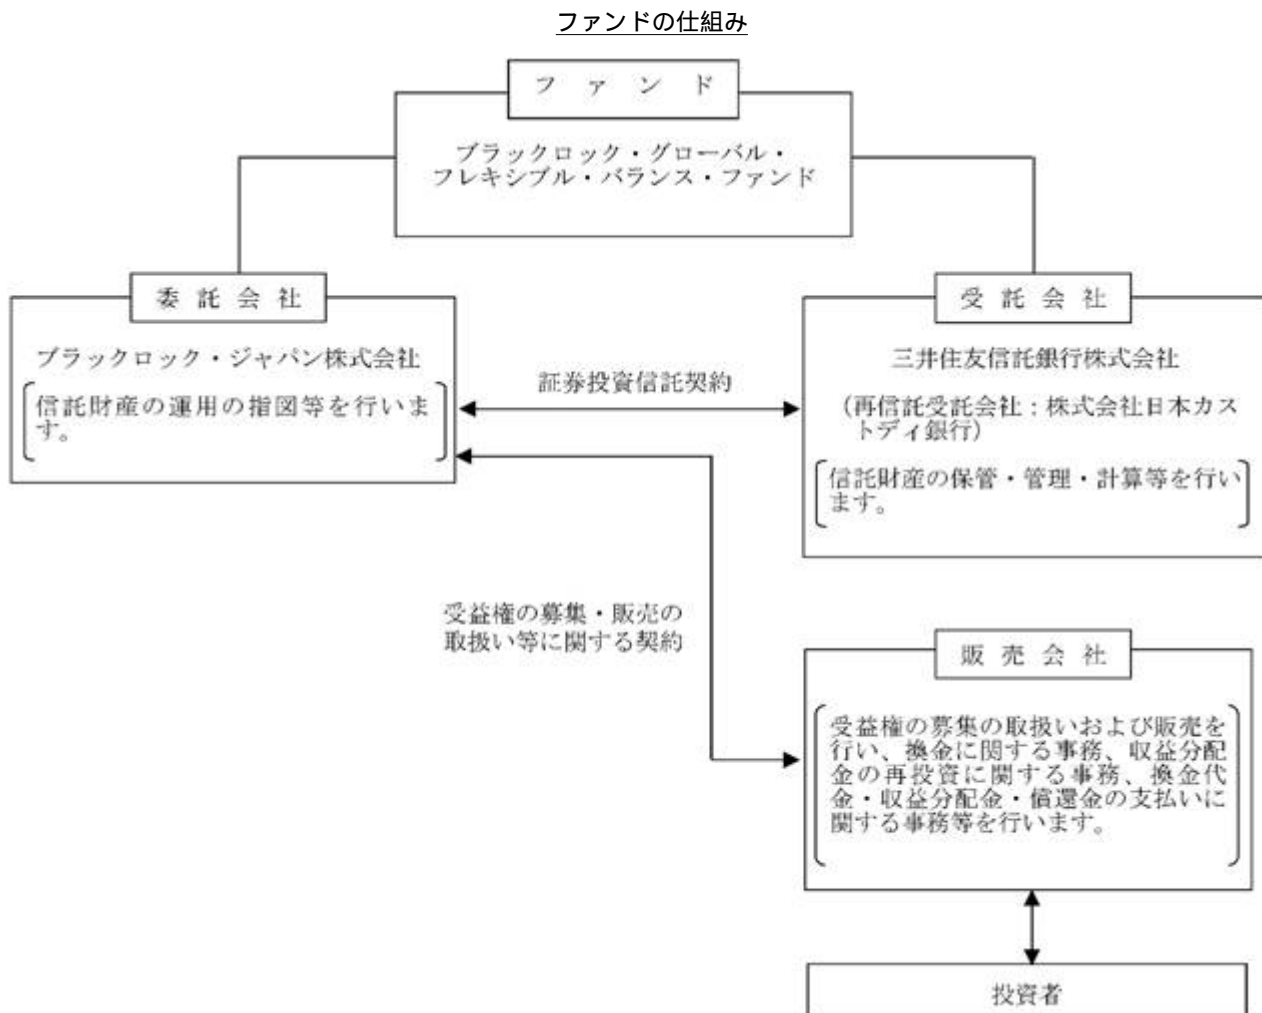 ファンドの仕組み
ファンド
ブラックロック・グローバル・
フレキシブル・バランス・ファンド
委託会社
ブラックロック・ジャパン株式会社
信託財産の運用の指図等を行いま
す。
証券投資信託契約
受託会社
三井住友信託銀行株式会社
(再信託受託会社:株式会社日本カス
トディ銀行)
信託財産の保管・管理・計算等を行い
ます。
受益権の募集・販売の
取扱い等に関する契約
販売会社
受益権の募集の取扱いおよび販売を
行い、換金に関する事務、収益分配
金の再投資に関する事務、換金代
金・収益分配金・償還金の支払いに
関する事務等を行います。
投資者